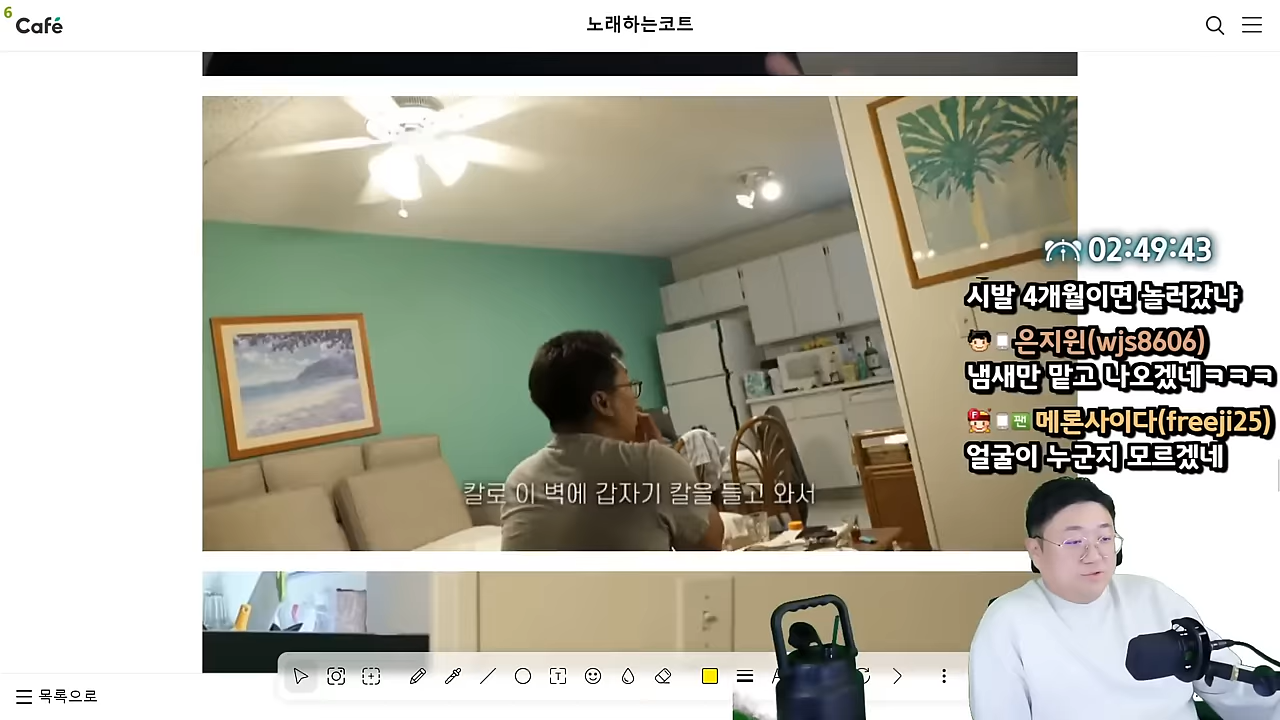 6
Café
노래하는코트
02:49:43
시발 4개월이면 놀러갔냐
은지원(wjs8606)
냄새만 맡고 나오겠네ㅋㅋㅋ
F
팬
메론사이다(freeji25)
얼굴이 누군지 모르겠네
칼로 이 벽에 갑자기 칼을 들고 와서
T
목록으로